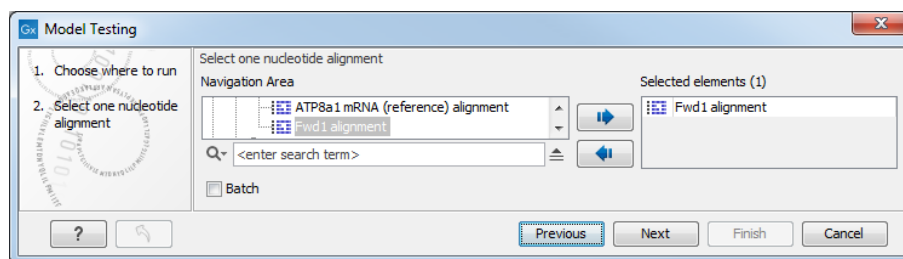 Gx Model Testing
1. Choose where to run
2. Select one nucleotide
alignment
Select one nucleotide alignment
Navigation Area
ATP8a1 mRNA (reference) alignment
Fwd1 alignment
<enter search term>
Batch
Selected elements (1)
Fwd1 alignment
?
Previous
Next
Finish
Cancel